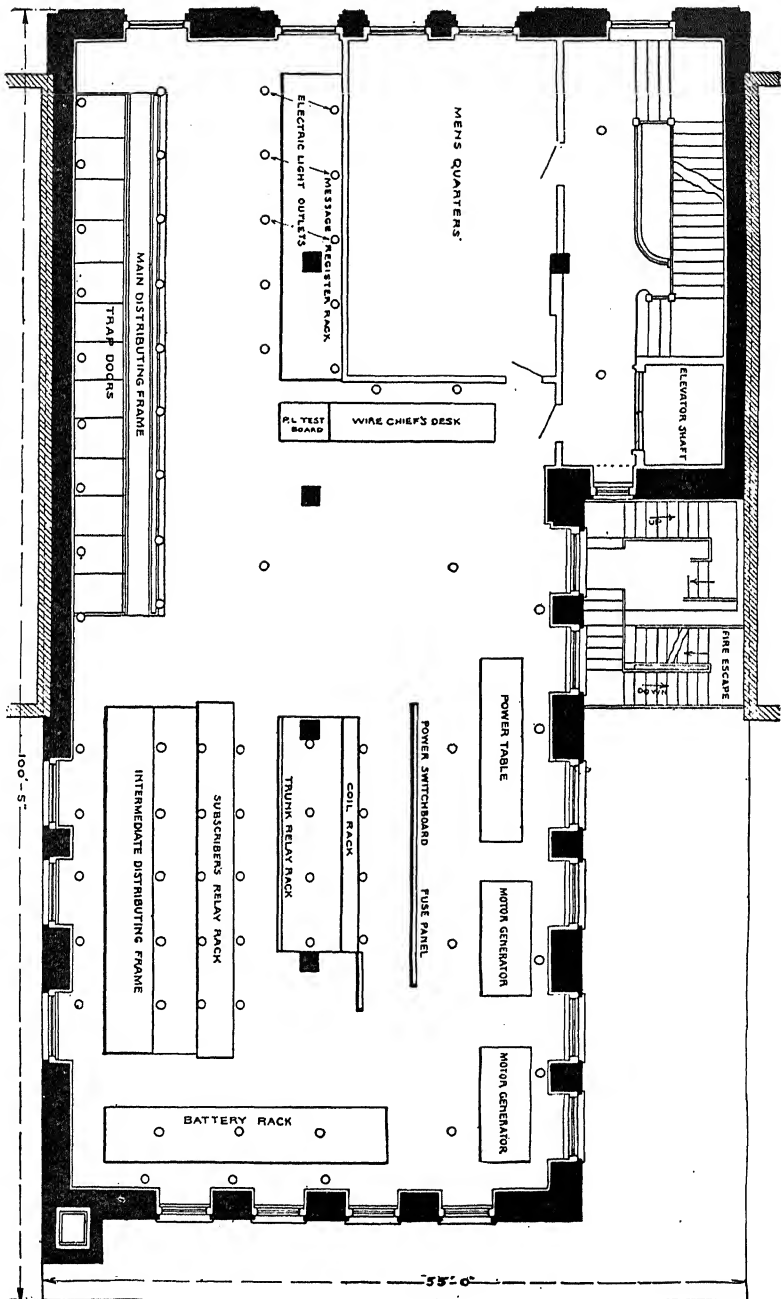 MENS QUARTERS'
ELECTRIC LIGHT OUTLETS
MESSAGE REGISTER RACK
MAIN DISTRIBUTING FRAME
TRAP DOORS
ELEVATOR SHAFT
P.L TEST
BOARD
WIRE CHIEF'S DESK
UP
FIRE ESCAPE
DOWN
POWER TABLE
POWER SWITCHBOARD FUSE PANEL
COIL RACK
TRUNK RELAY RACK
SUBSCRIBER'S RELAY RACK
INTERMEDIATE DISTRIBUTING FRAME
MOTOR GENERATOR
MOTOR GENERATOR
BATTERY RACK
100'-5"
55'-0"